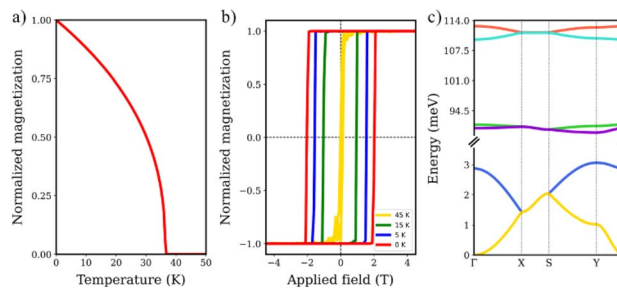 a)
1.00
0.75
0.50
0.25
0.00
Normalized magnetization
0 10 20 30 40 50
Temperature (K)
b)
1.0
0.5
0.0
−0.5
−1.0
Normalized magnetization
45 K
15 K
5 K
0 K
−4 −2 0 2 4
Applied field (T)
c)
114.0
107.5
101.0
94.5
3
2
1
0
Energy (meV)
Γ X S Y Γ